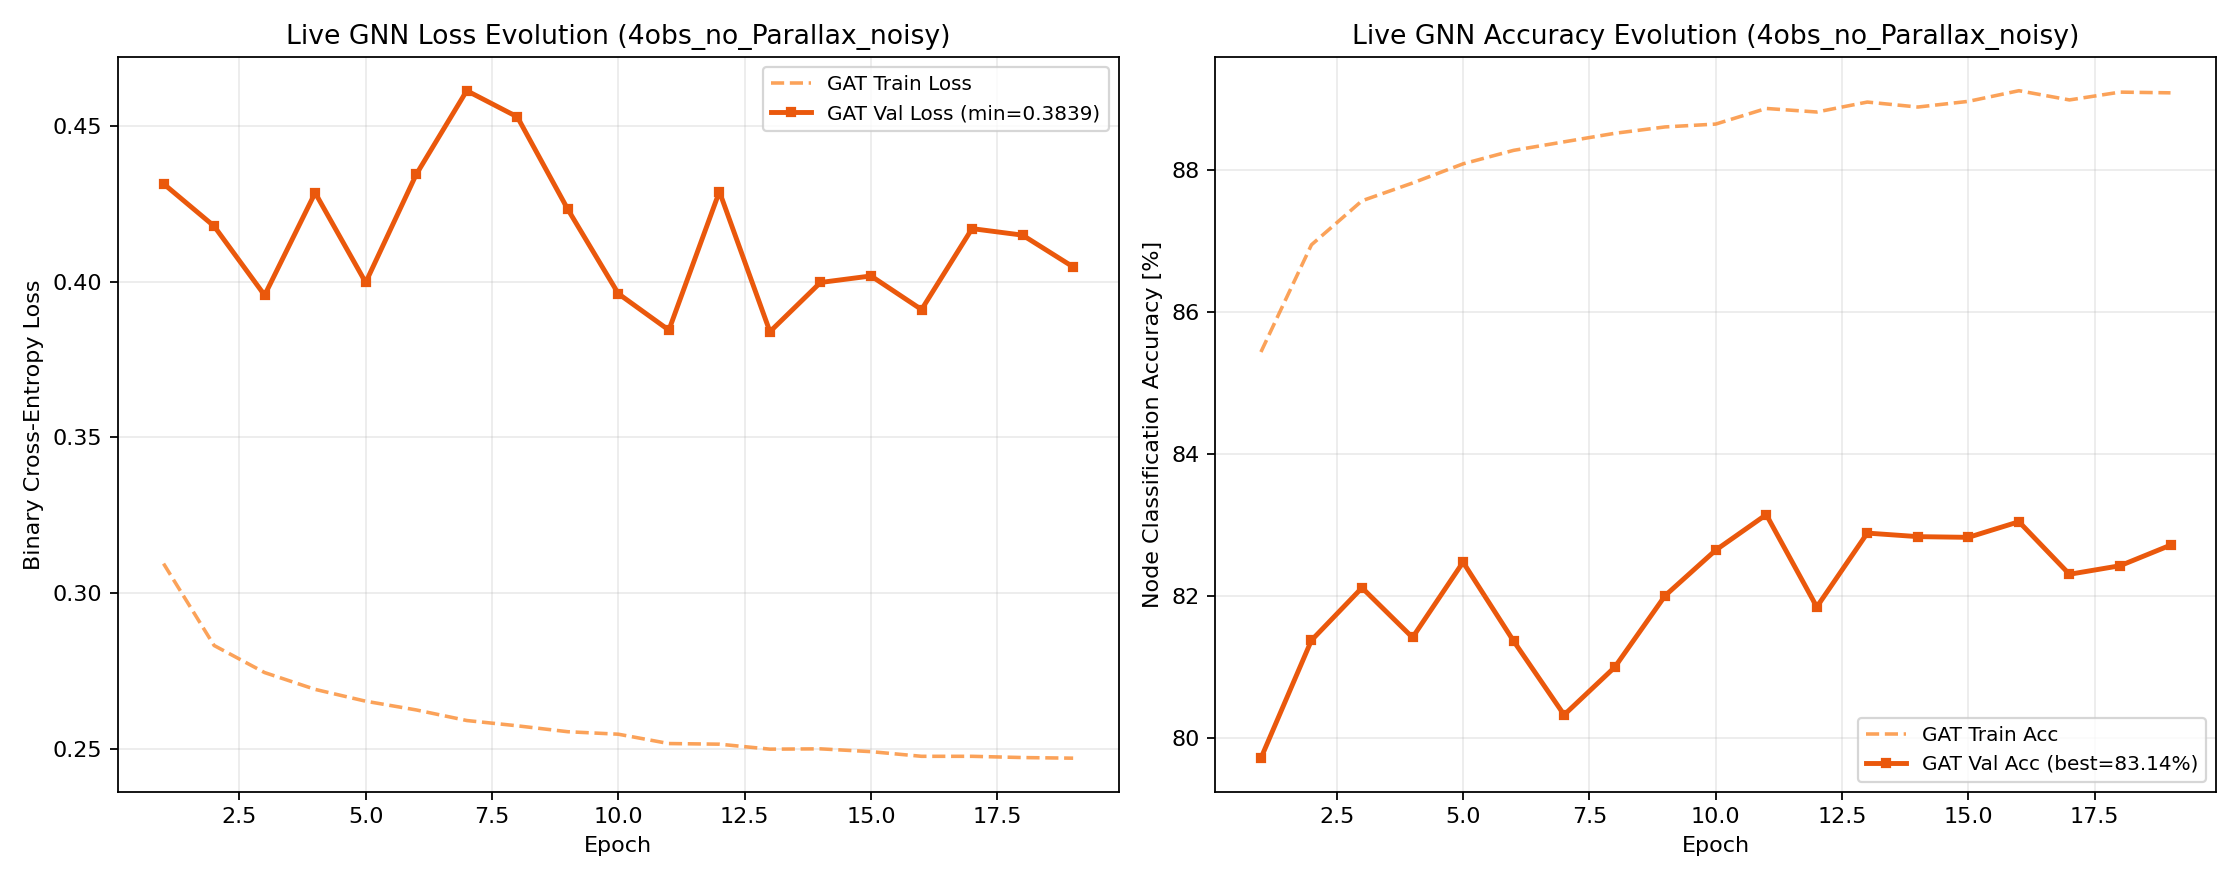 Live GNN Loss Evolution (4obs_no_Parallax_noisy)
GAT Train Loss
GAT Val Loss (min=0.3839)
Binary Cross-Entropy Loss
0.45
0.40
0.35
0.30
0.25
2.5 5.0 7.5 10.0 12.5 15.0 17.5
Epoch
Live GNN Accuracy Evolution (4obs_no_Parallax_noisy)
Node Classification Accuracy [%]
88
86
84
82
80
GAT Train Acc
GAT Val Acc (best=83.14%)
2.5 5.0 7.5 10.0 12.5 15.0 17.5
Epoch